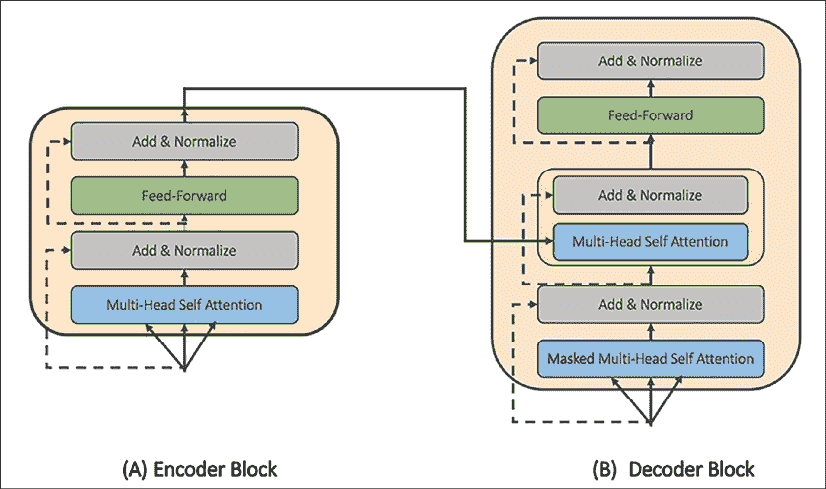 Add & Normalize
Feed-Forward
Add & Normalize
Multi-Head Self Attention
(A) Encoder Block
Add & Normalize
Feed-Forward
Add & Normalize
Multi-Head Self Attention
Add & Normalize
Masked Multi-Head Self Attention
(B) Decoder Block